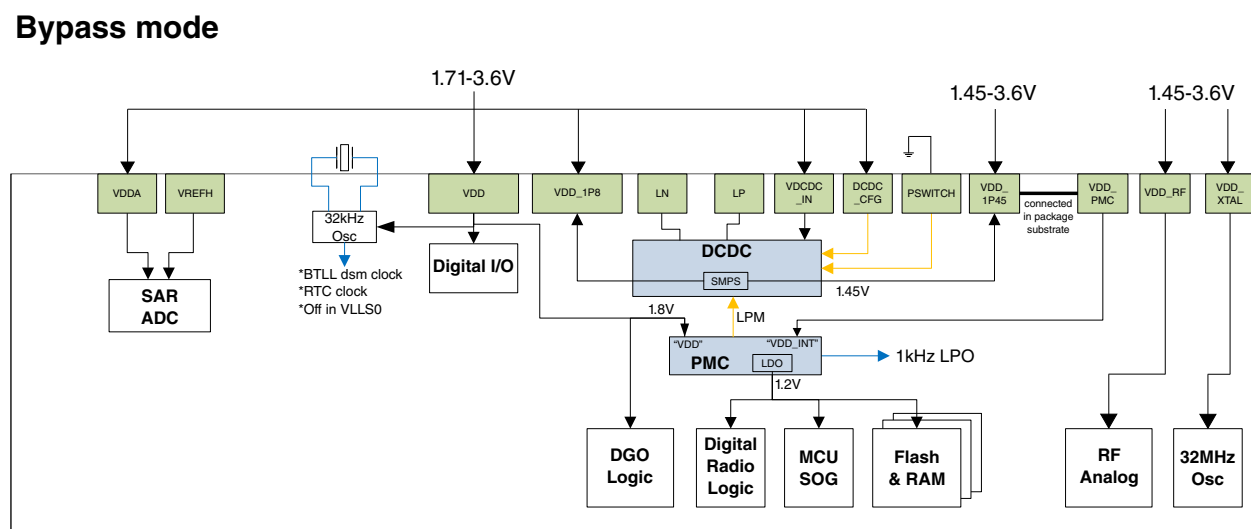 Bypass mode
1.71-3.6V
1.45-3.6V
1.45-3.6V
VDDA
VREFH
VDD
VDD_1P8
LN
LP
VDCDC
_IN
DCDC
_CFG
PSWITCH
VDD_
1P45
connected
in package
substrate
VDD_
PMC
VDD_RF
VDD_
XTAL
32kHz
Osc
*BTLL dsm clock
*RTC clock
*Off in VLLS0
Digital I/O
DCDC
SMPS
1.45V
SAR
ADC
1.8V
LPM
"VDD"
"VDD_INT"
PMC
LDO
1kHz LPO
1.2V
DGO
Logic
Digital
Radio
Logic
MCU
SOG
Flash
& RAM
RF
Analog
32MHz
Osc